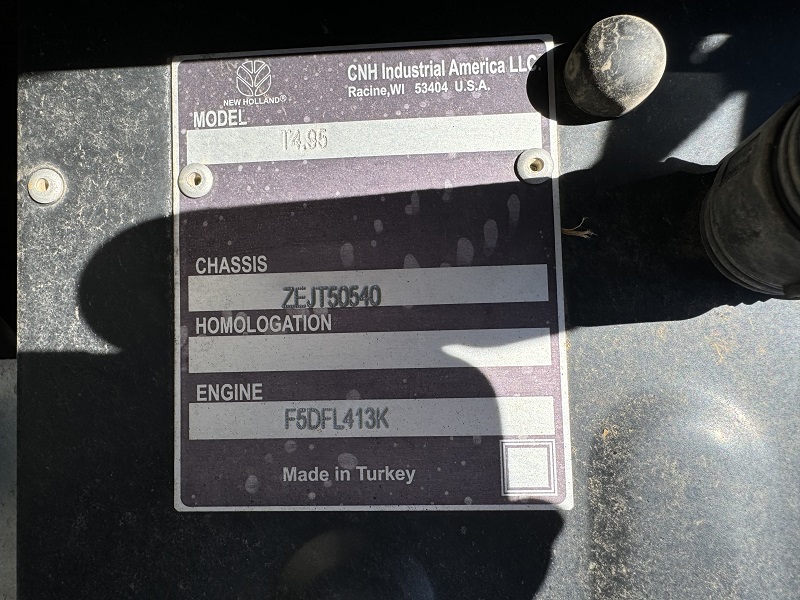 NEW HOLLAND®
CNH Industrial America LLC
Racine,WI 53404 U.S.A.
MODEL
T4.95
CHASSIS
ZEJT50540
HOMOLOGATION
ENGINE
F5DFL413K
Made in Turkey